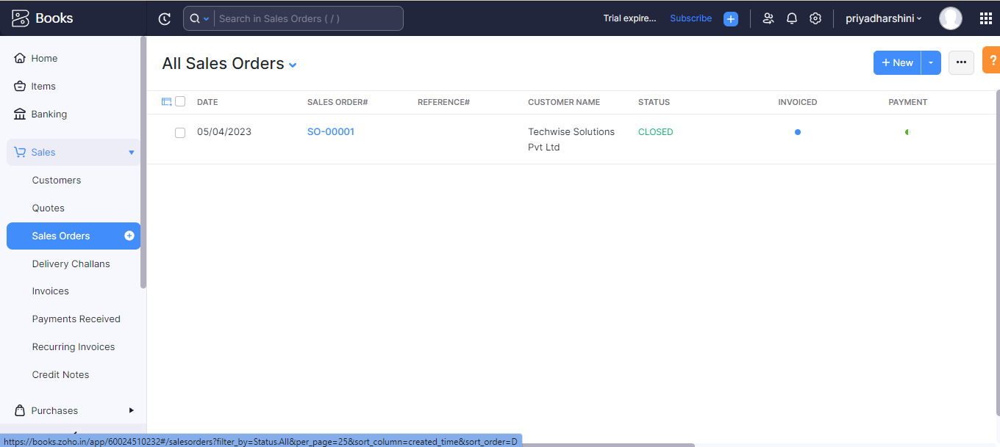 Books
Search in Sales Orders ( / )
Trial expire...
Subscribe
priyadharshini
Home
Items
Banking
Sales
Customers
Quotes
Sales Orders
Delivery Challans
Invoices
Payments Received
Recurring Invoices
Credit Notes
Purchases
All Sales Orders
+ New
?
DATE SALES ORDER# REFERENCE# CUSTOMER NAME STATUS INVOICED PAYMENT
05/04/2023 SO-00001 Techwise Solutions CLOSED
Pvt Ltd
https://books.zoho.in/app/60024510232#/salesorders?filter_by=Status.All&per_page=25&sort_column=created_time&sort_order=D